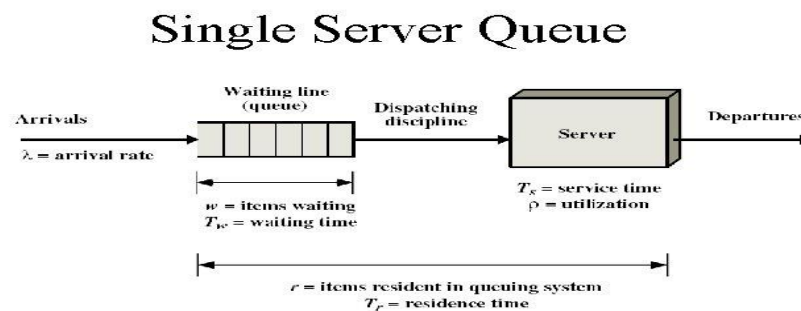 Single Server Queue
Waiting line
(queue)
Arrivals
λ = arrival rate
Dispatching
discipline
Server
Departures
w = items waiting
T_w = waiting time
T_s = service time
ρ = utilization
r = items resident in queuing system
T_r = residence time